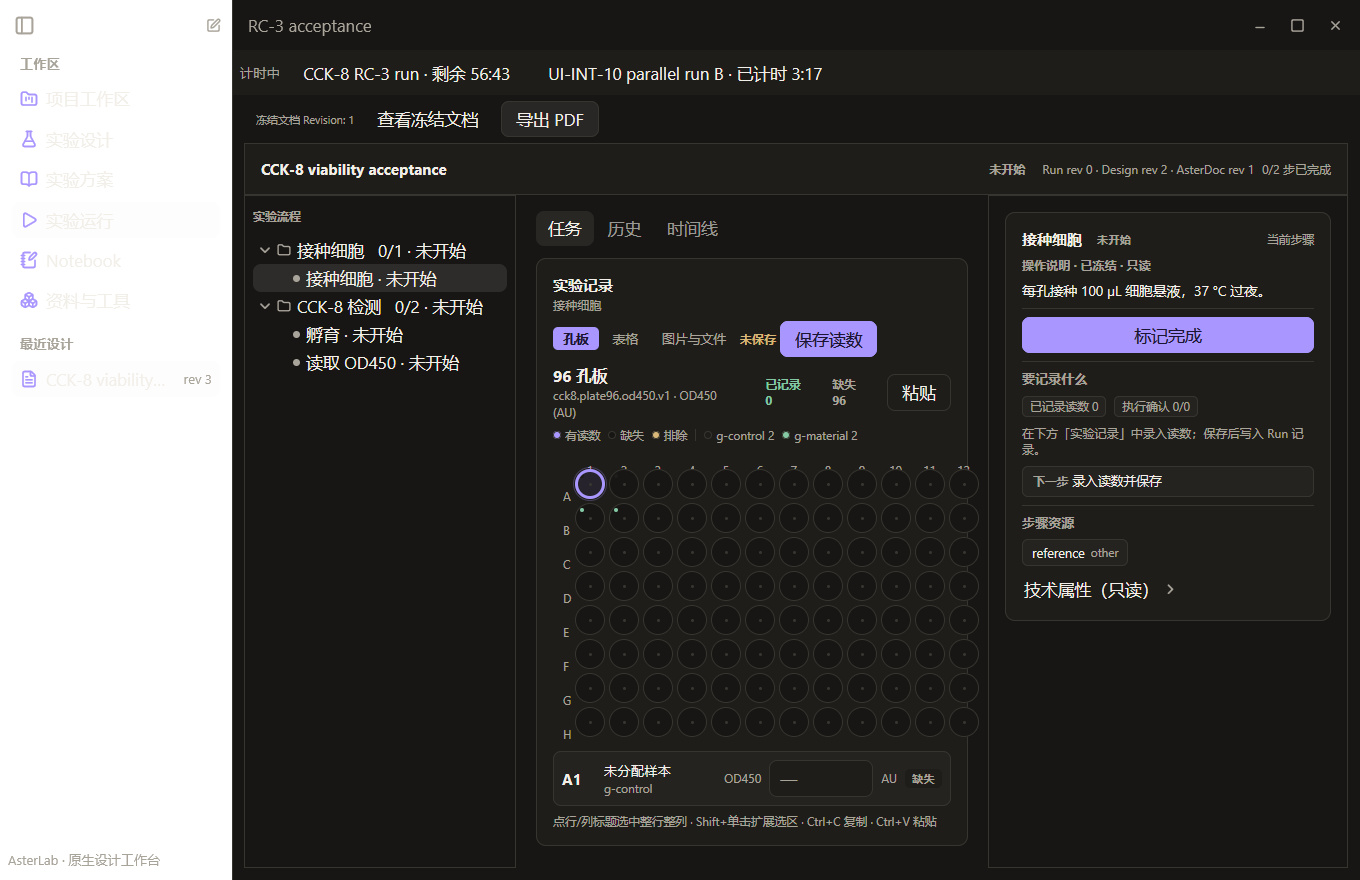 RC-3 acceptance
工作区
项目工作区
实验设计
实验方案
实验运行
Notebook
资料与工具
最近设计
CCK-8 viability... rev 3
AsterLab · 原生设计工作台
计时中 CCK-8 RC-3 run · 剩余 56:43 UI-INT-10 parallel run B · 已计时 3:17
冻结文档 Revision: 1 查看冻结文档 导出 PDF
CCK-8 viability acceptance 未开始 Run rev 0 · Design rev 2 · AsterDoc rev 1 0/2 步已完成
实验流程
接种细胞 0/1 · 未开始
接种细胞 · 未开始
CCK-8 检测 0/2 · 未开始
孵育 · 未开始
读取 OD450 · 未开始
任务 历史 时间线
实验记录
接种细胞
孔板 表格 图片与文件 未保存 保存读数
96 孔板
cck8.plate96.od450.v1 · OD450
(AU)
已记录 缺失
0 96
粘贴
有读数 缺失 排除 g-control 2 g-material 2
1 2 3 4 5 6 7 8 9 10 11 12
A
B
C
D
E
F
G
H
A1 未分配样本 OD450 — AU 缺失
g-control
点行/列标题选中整行整列 · Shift+单击扩展选区 · Ctrl+C 复制 · Ctrl+V 粘贴
接种细胞 未开始 当前步骤
操作说明 · 已冻结 · 只读
每孔接种 100 μL 细胞悬液，37 °C 过夜。
标记完成
要记录什么
已记录读数 0 执行确认 0/0
在下方「实验记录」中录入读数；保存后写入 Run 记
录。
下一步 录入读数并保存
步骤资源
reference other
技术属性（只读）